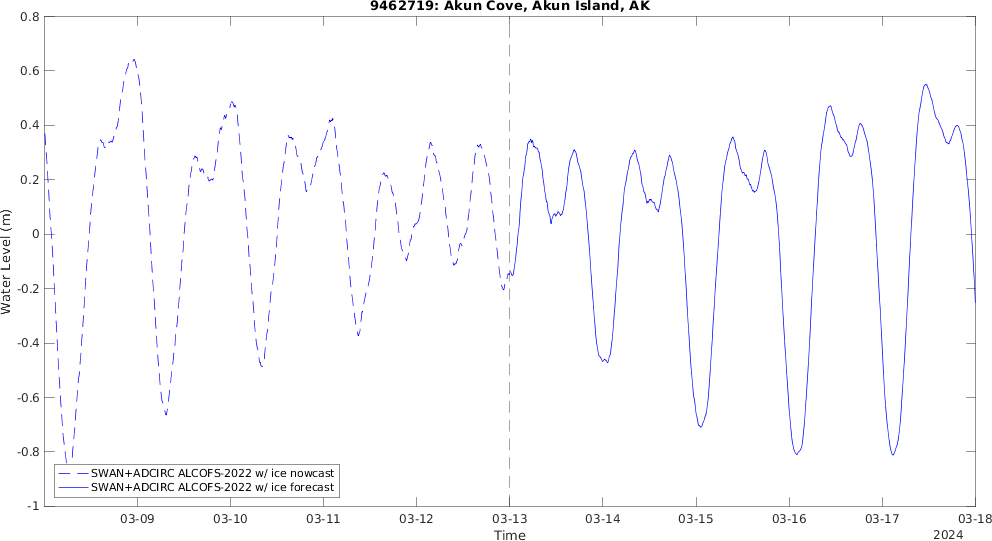 9462719: Akun Cove, Akun Island, AK
Water Level (m)
0.8
0.6
0.4
0.2
0
-0.2
-0.4
-0.6
-0.8
-1
SWAN+ADCIRC ALCOFS-2022 w/ ice nowcast
SWAN+ADCIRC ALCOFS-2022 w/ ice forecast
03-09 03-10 03-11 03-12 03-13 03-14 03-15 03-16 03-17 03-18
Time
2024